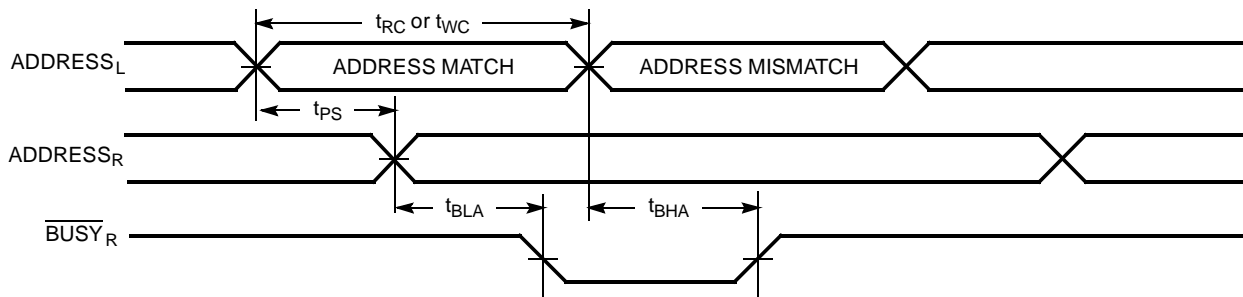 tRC or tWC
ADDRESSL
ADDRESS MATCH
ADDRESS MISMATCH
tPS
ADDRESSR
tBLA
tBHA
BUSYR